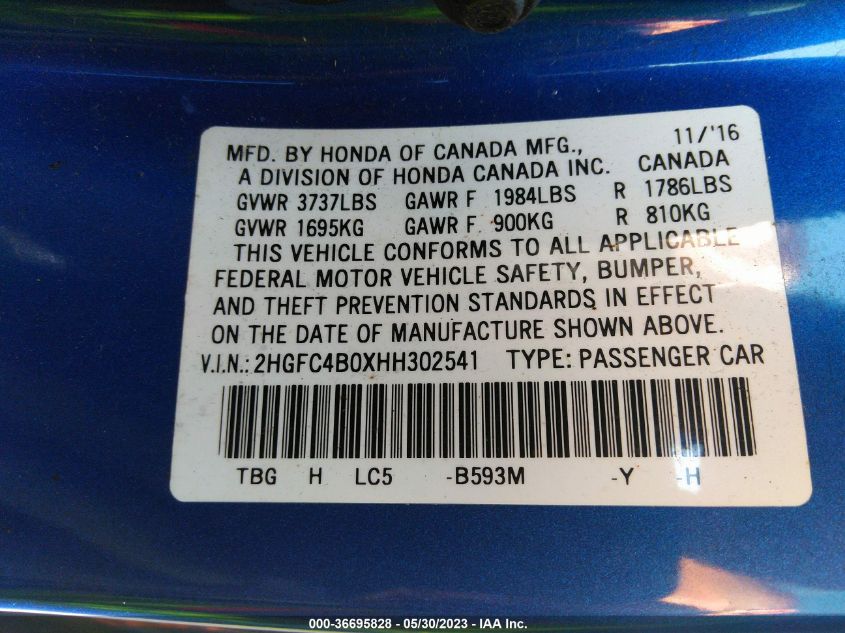 11/'16
MFD. BY HONDA OF CANADA MFG.,
A DIVISION OF HONDA CANADA INC. CANADA
GVWR 3737LBS GAWR F 1984LBS R 1786LBS
GVWR 1695KG GAWR F 900KG R 810KG
THIS VEHICLE CONFORMS TO ALL APPLICABLE
FEDERAL MOTOR VEHICLE SAFETY, BUMPER,
AND THEFT PREVENTION STANDARDS IN EFFECT
ON THE DATE OF MANUFACTURE SHOWN ABOVE.
V.I.N.: 2HGFC4B0XHH302541 TYPE: PASSENGER CAR
TBG H LC5 -B593M -Y -H
000-36695828 - 05/30/2023 - IAA Inc.